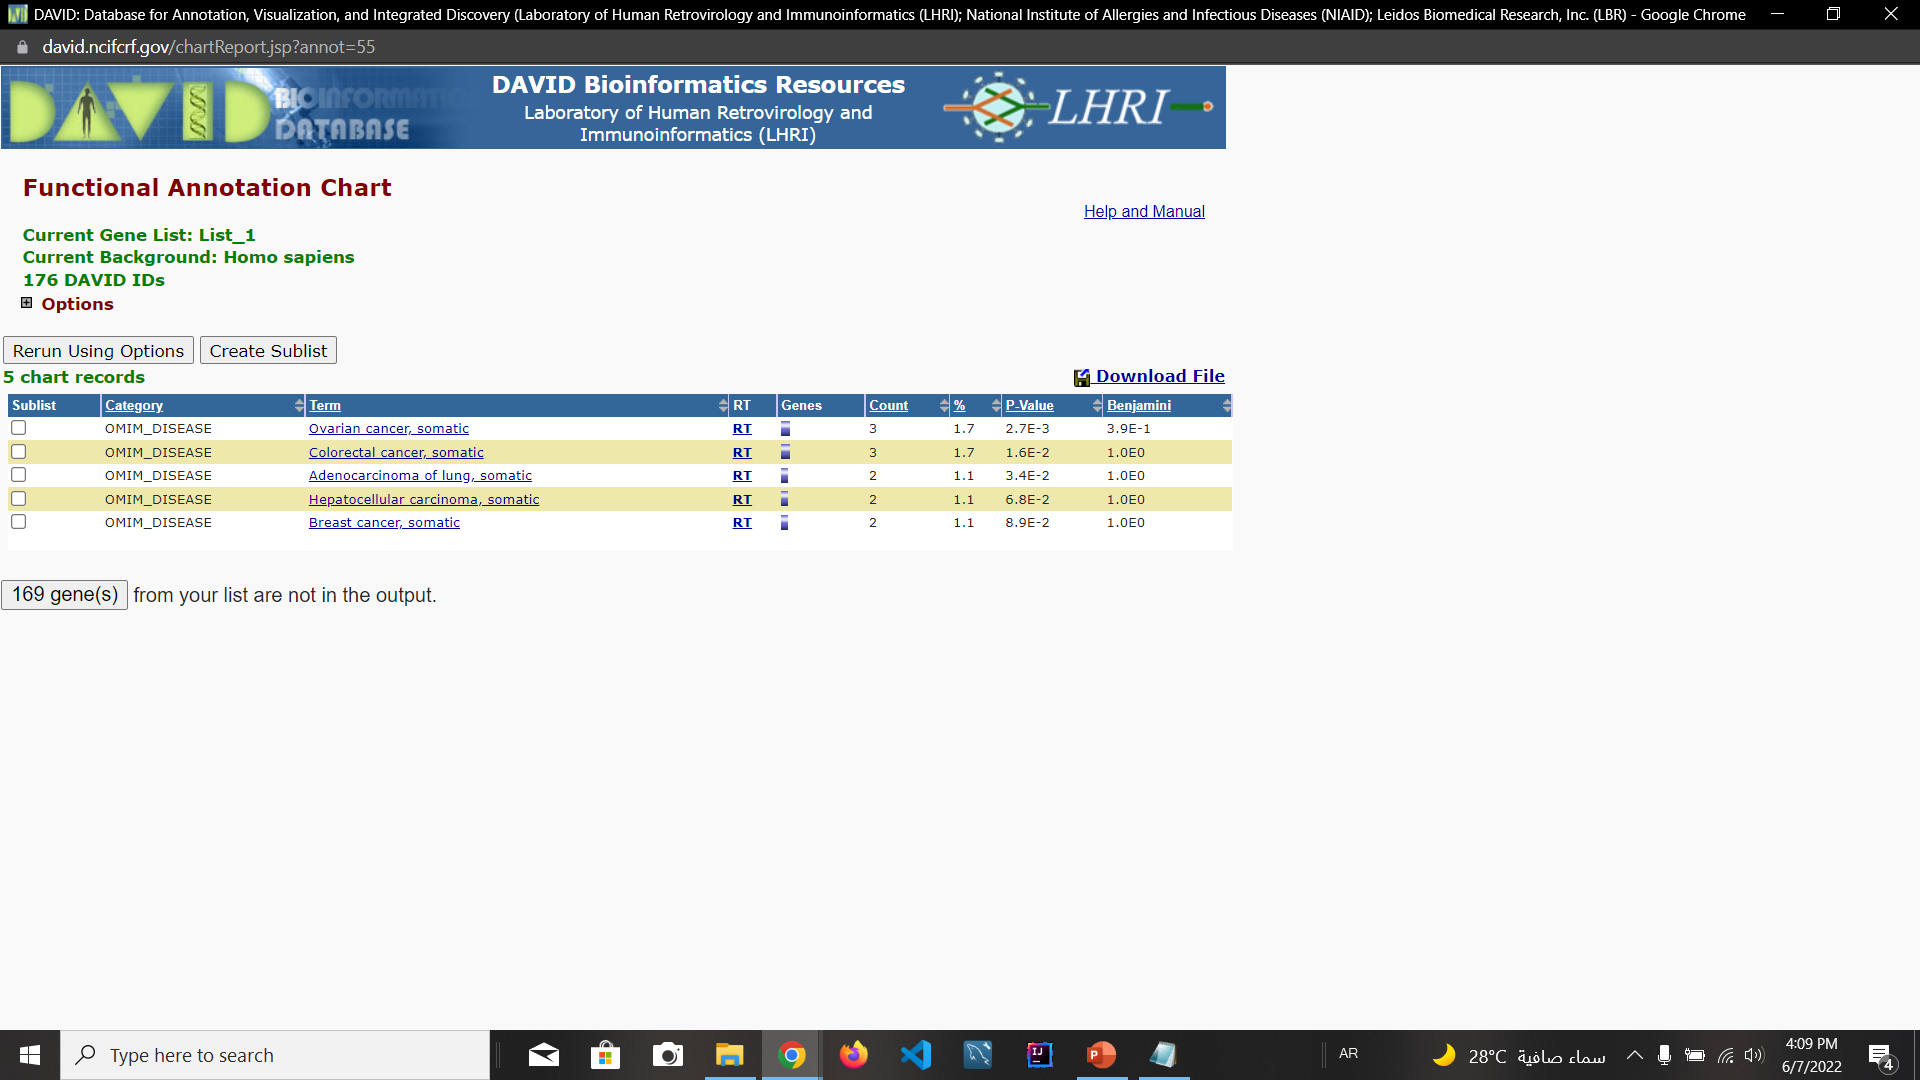 DAVID: Database for Annotation, Visualization, and Integrated Discovery (Laboratory of Human Retrovirology and Immunoinformatics (LHRI); National Institute of Allergies and Infectious Diseases (NIAID); Leidos Biomedical Research, Inc. (LBR) - Google Chrome
david.ncifcrf.gov/chartReport.jsp?annot=55
DAVID BIOINFORMATICS DATABASE
DAVID Bioinformatics Resources
Laboratory of Human Retrovirology and
Immunoinformatics (LHRI)
LHRI
Functional Annotation Chart
Help and Manual
Current Gene List: List_1
Current Background: Homo sapiens
176 DAVID IDs
Options
Rerun Using Options Create Sublist
5 chart records
Download File
Sublist Category Term RT Genes Count % P-Value Benjamini
OMIM_DISEASE Ovarian cancer, somatic RT 3 1.7 2.7E-3 3.9E-1
OMIM_DISEASE Colorectal cancer, somatic RT 3 1.7 1.6E-2 1.0E0
OMIM_DISEASE Adenocarcinoma of lung, somatic RT 2 1.1 3.4E-2 1.0E0
OMIM_DISEASE Hepatocellular carcinoma, somatic RT 2 1.1 6.8E-2 1.0E0
OMIM_DISEASE Breast cancer, somatic RT 2 1.1 8.9E-2 1.0E0
169 gene(s) from your list are not in the output.
Type here to search
IJ
P
AR
28°C سماء صافية
4:09 PM
6/7/2022
4